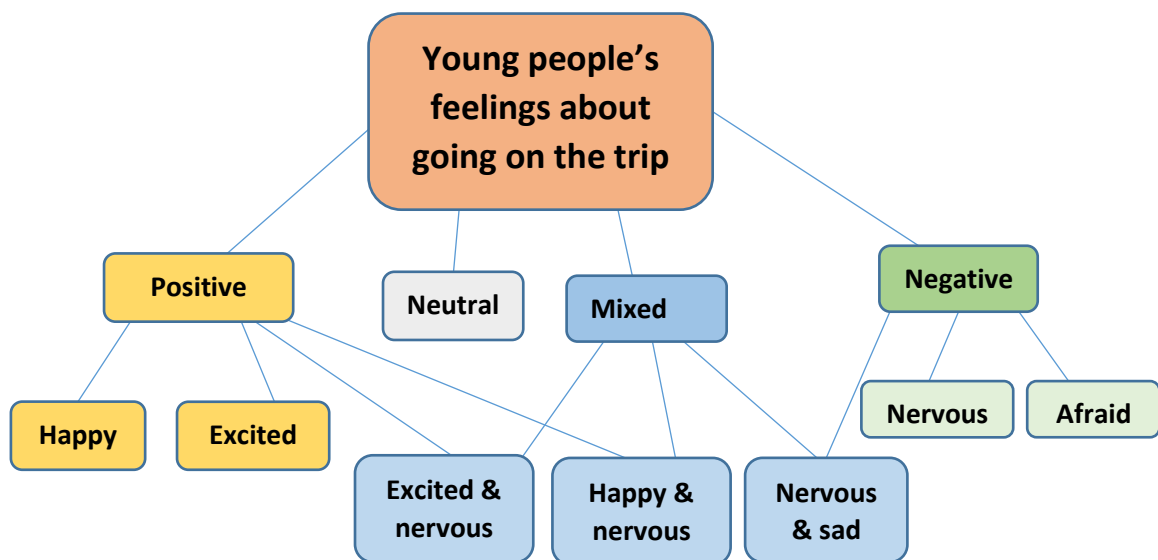 Young people’s
feelings about
going on the trip
Positive
Neutral
Mixed
Negative
Happy
Excited
Nervous
Afraid
Excited &
nervous
Happy &
nervous
Nervous
& sad